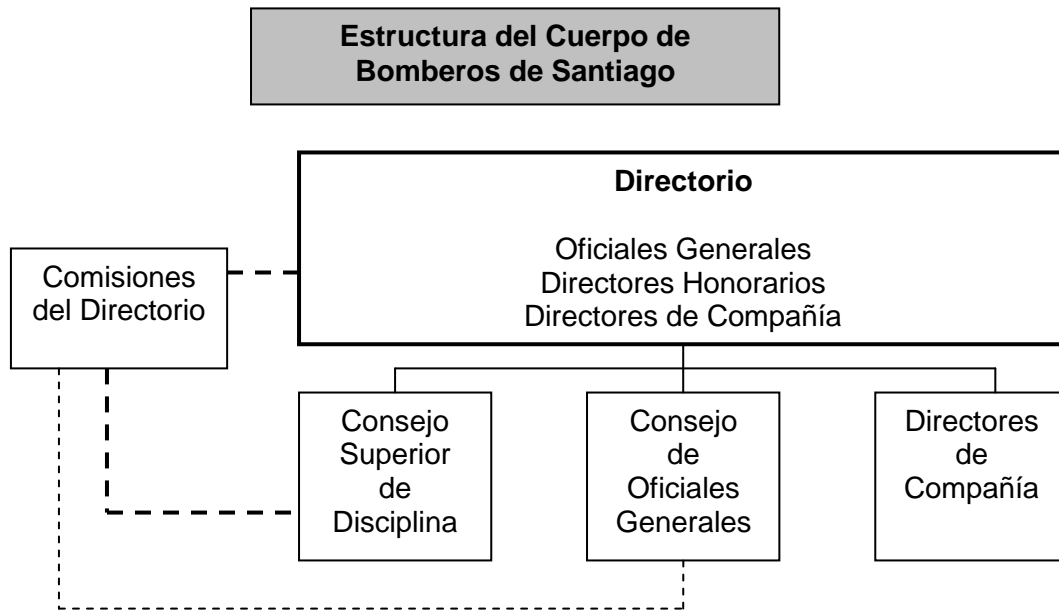 Estructura del Cuerpo de
Bomberos de Santiago
Directorio
Oficiales Generales
Directores Honorarios
Directores de Compañía
Comisiones
del Directorio
Consejo
Superior
de
Disciplina
Consejo
de
Oficiales
Generales
Directores
de
Compañía